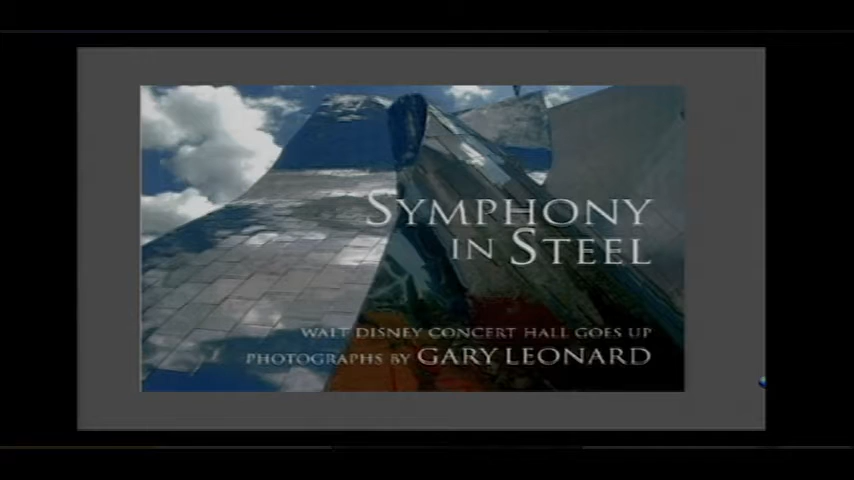 SYMPHONY
IN STEEL
WALT DISNEY CONCERT HALL GOES UP
PHOTOGRAPHS BY GARY LEONARD